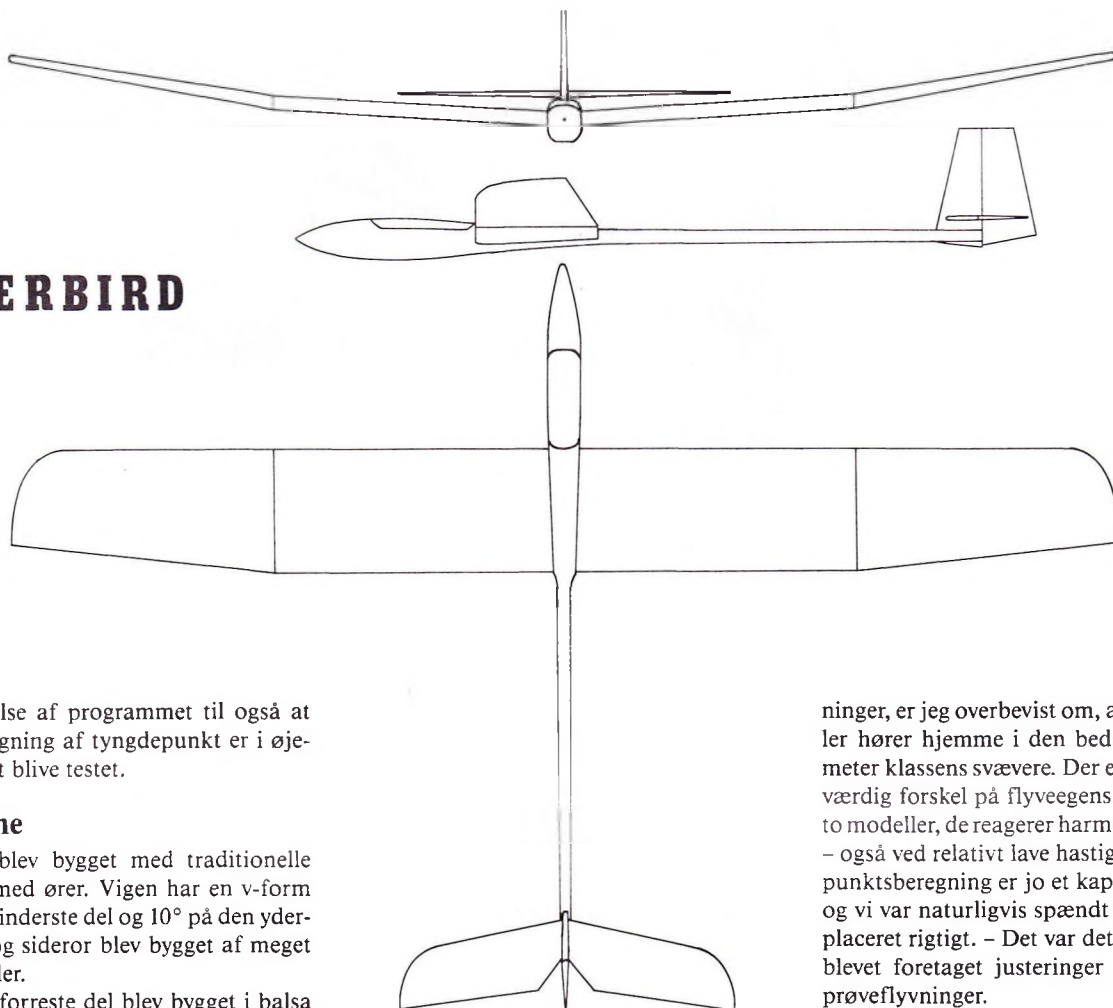 ERBIRD
lse af programmet til også at
gning af tyngdepunkt er i øje-
t blive testet.
ne
blev bygget med traditionelle
med ører. Vigen har en v-form
inderste del og 10° på den yder-
og sideror blev bygget af meget
ler.
forreste del blev bygget i balsa
ninger, er jeg overbevist om, a
ler hører hjemme i den bed
meter klassens svævere. Der e
værdig forskel på flyveegens
to modeller, de reagerer harm
– også ved relativt lave hastig
punktsberegning er jo et kap
og vi var naturligvis spændt
placeret rigtigt. – Det var det
blevet foretaget justeringer
prøveflyvninger.